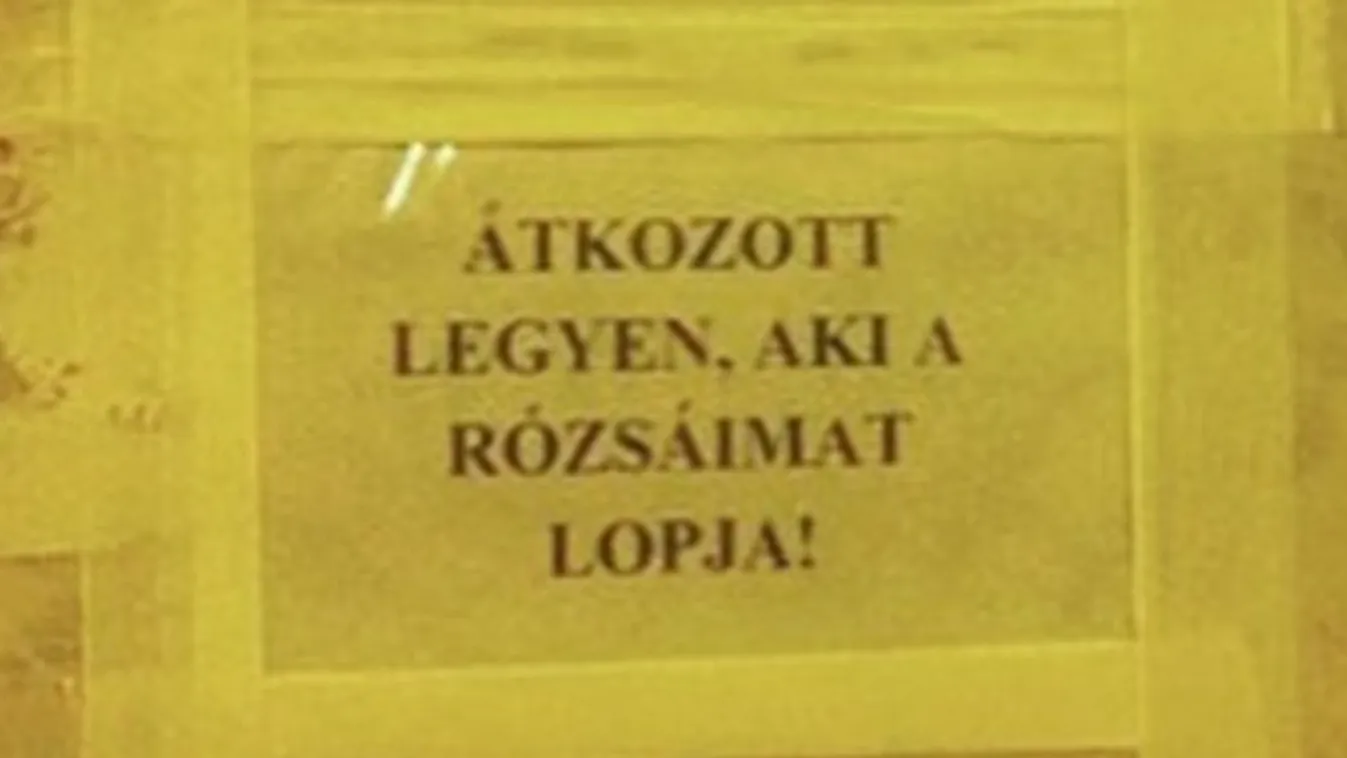 ÁTKOZOTT
LEGYEN, AKI A
RÓZSÁIMAT
LOPJA!